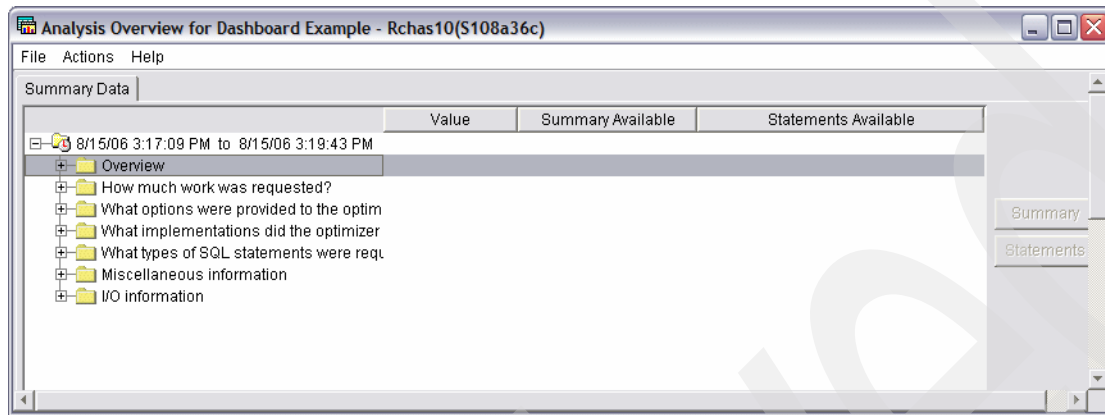 Analysis Overview for Dashboard Example - Rchas10(S108a36c)
File Actions Help
Summary Data
Value Summary Available Statements Available
8/15/06 3:17:09 PM to 8/15/06 3:19:43 PM
Overview
How much work was requested?
What options were provided to the optim
What implementations did the optimizer
What types of SQL statements were requ
Miscellaneous information
I/O information
Summary
Statements